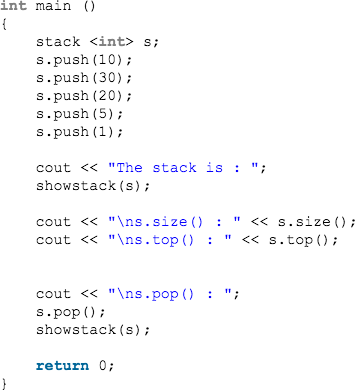 int main ()
{
    stack <int> s;
    s.push(10);
    s.push(30);
    s.push(20);
    s.push(5);
    s.push(1);

    cout << "The stack is : ";
    showstack(s);

    cout << "\ns.size() : " << s.size();
    cout << "\ns.top() : " << s.top();


    cout << "\ns.pop() : ";
    s.pop();
    showstack(s);

    return 0;
}